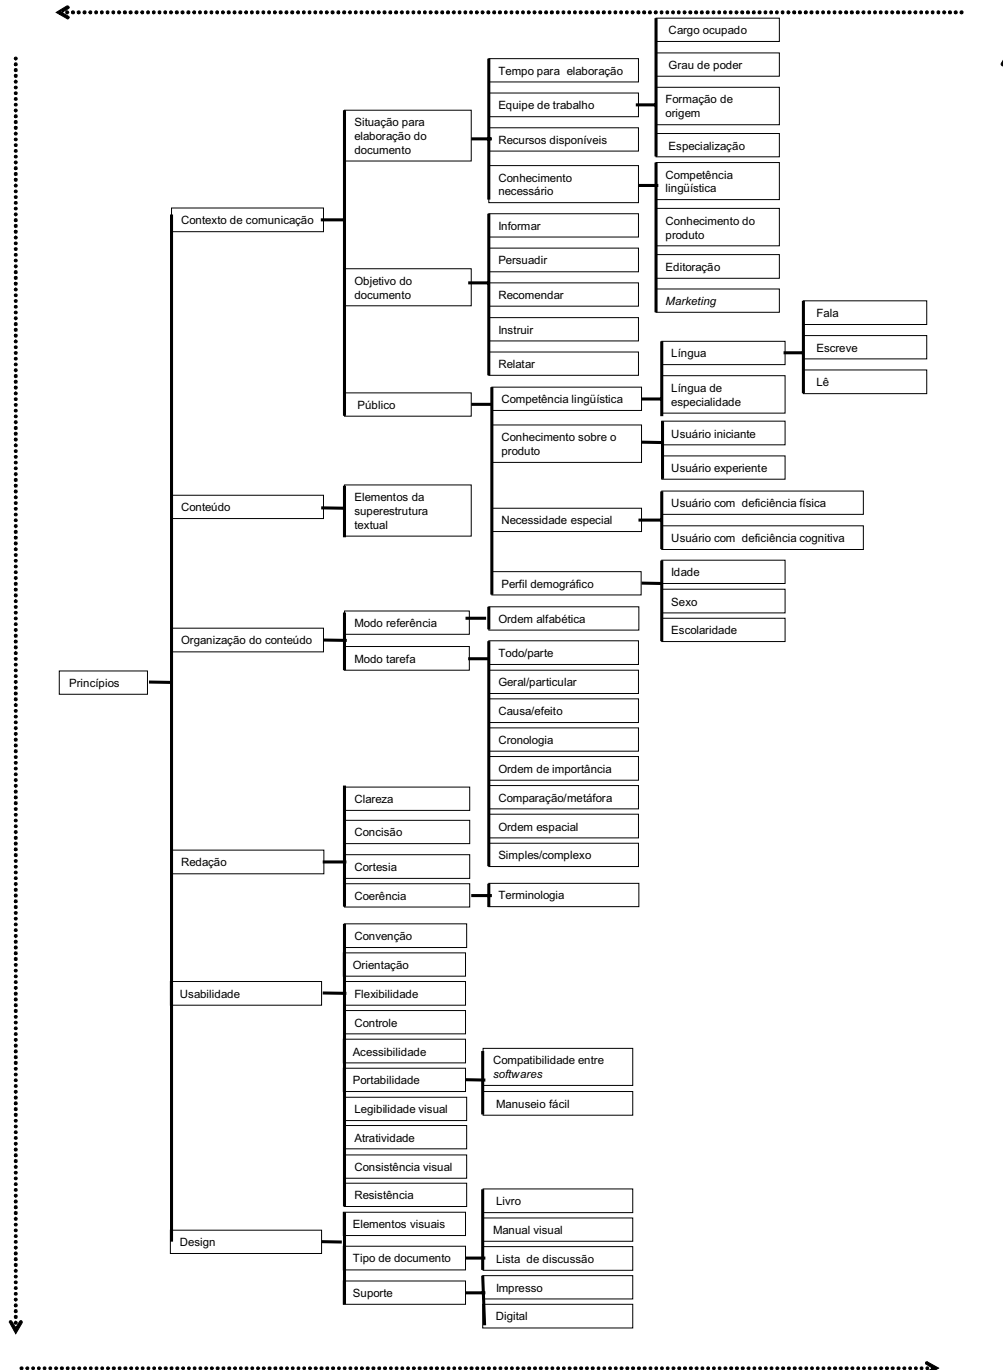 Princípios
Contexto de comunicação
Situação para
elaboração do
documento
Tempo para elaboração
Equipe de trabalho
Cargo ocupado
Grau de poder
Formação de
origem
Especialização
Recursos disponíveis
Conhecimento
necessário
Competência
lingüística
Conhecimento do
produto
Editoração
Marketing
Objetivo do
documento
Informar
Persuadir
Recomendar
Instruir
Relatar
Público
Competência lingüística
Língua
Fala
Escreve
Lê
Língua de
especialidade
Conhecimento sobre o
produto
Usuário iniciante
Usuário experiente
Necessidade especial
Usuário com deficiência física
Usuário com deficiência cognitiva
Perfil demográfico
Idade
Sexo
Escolaridade
Conteúdo
Elementos da
superestrutura
textual
Organização do conteúdo
Modo referência
Ordem alfabética
Modo tarefa
Todo/parte
Geral/particular
Causa/efeito
Cronologia
Ordem de importância
Comparação/metáfora
Ordem espacial
Simples/complexo
Redação
Clareza
Concisão
Cortesia
Coerência
Terminologia
Usabilidade
Convenção
Orientação
Flexibilidade
Controle
Acessibilidade
Portabilidade
Compatibilidade entre
softwares
Manuseio fácil
Legibilidade visual
Atratividade
Consistência visual
Resistência
Design
Elementos visuais
Tipo de documento
Livro
Manual visual
Lista de discussão
Suporte
Impresso
Digital